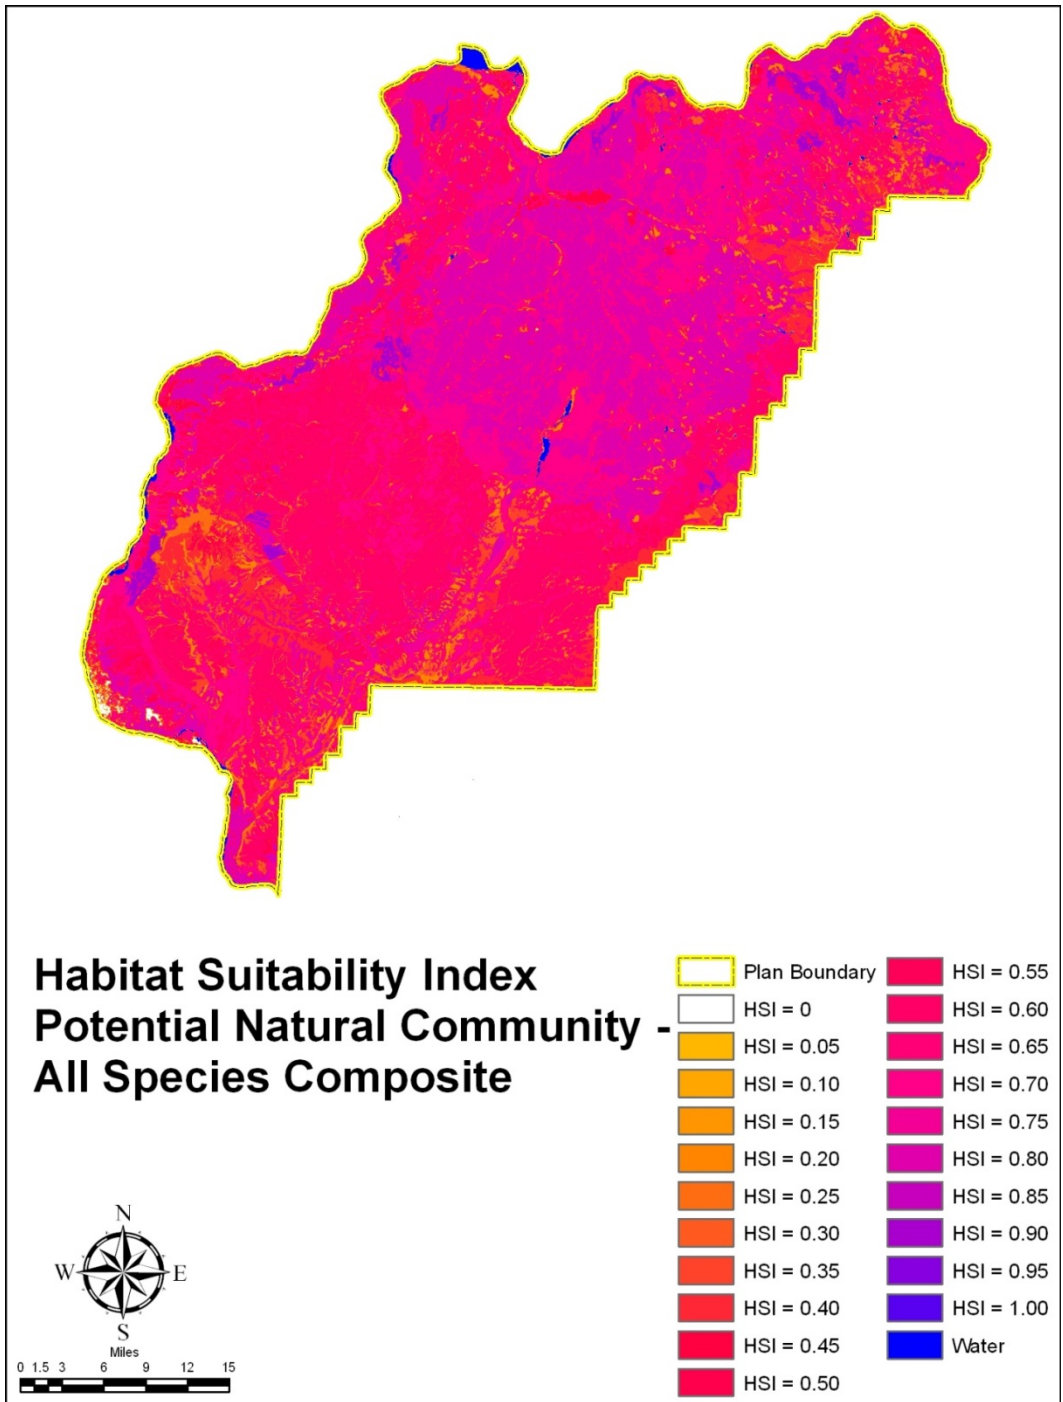 Habitat Suitability Index
Potential Natural Community -
All Species Composite
Plan Boundary
HSI = 0
HSI = 0.05
HSI = 0.10
HSI = 0.15
HSI = 0.20
HSI = 0.25
HSI = 0.30
HSI = 0.35
HSI = 0.40
HSI = 0.45
HSI = 0.50
HSI = 0.55
HSI = 0.60
HSI = 0.65
HSI = 0.70
HSI = 0.75
HSI = 0.80
HSI = 0.85
HSI = 0.90
HSI = 0.95
HSI = 1.00
Water
N
W E
S
Miles
0 1.5 3 6 9 12 15